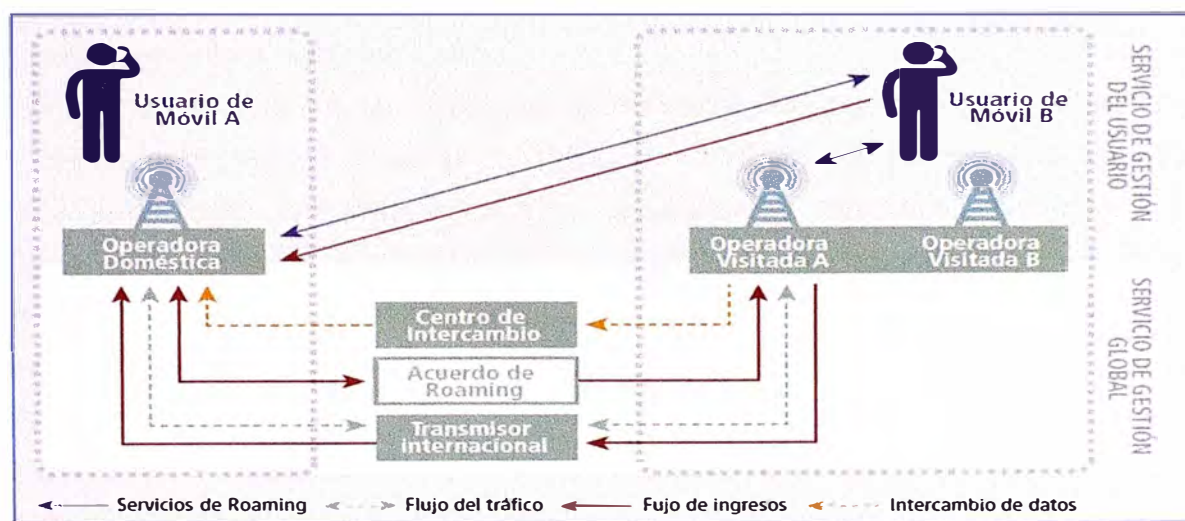 Usuario de
Móvil A
Usuario de
Móvil B
SERVICIO DE GESTIÓN
DEL USUARIO
Operadora
Doméstica
Operadora
Visitada A
Operadora
Visitada B
Centro de
Intercambio
Acuerdo de
Roaming
Transmisor
internacional
SERVICIO DE GESTIÓN
GLOBAL
Servicios de Roaming
Flujo del tráfico
Fujo de ingresos
Intercambio de datos